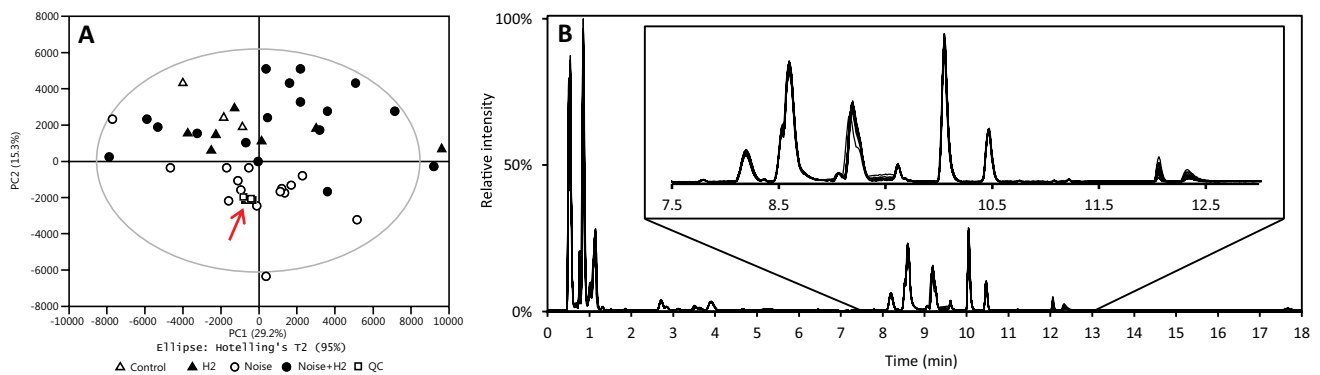 A
8000
6000
4000
2000
0
-2000
-4000
-6000
-8000
PC2 (15.3%)
-10000 -8000 -6000 -4000 -2000 0 2000 4000 6000 8000 10000
PC1 (29.2%)
Ellipse: Hotelling's T2 (95%)
Control H2 Noise Noise+H2 QC
B
100%
50%
0%
Relative intensity
7.5 8.5 9.5 10.5 11.5 12.5
0 1 2 3 4 5 6 7 8 9 10 11 12 13 14 15 16 17 18
Time (min)